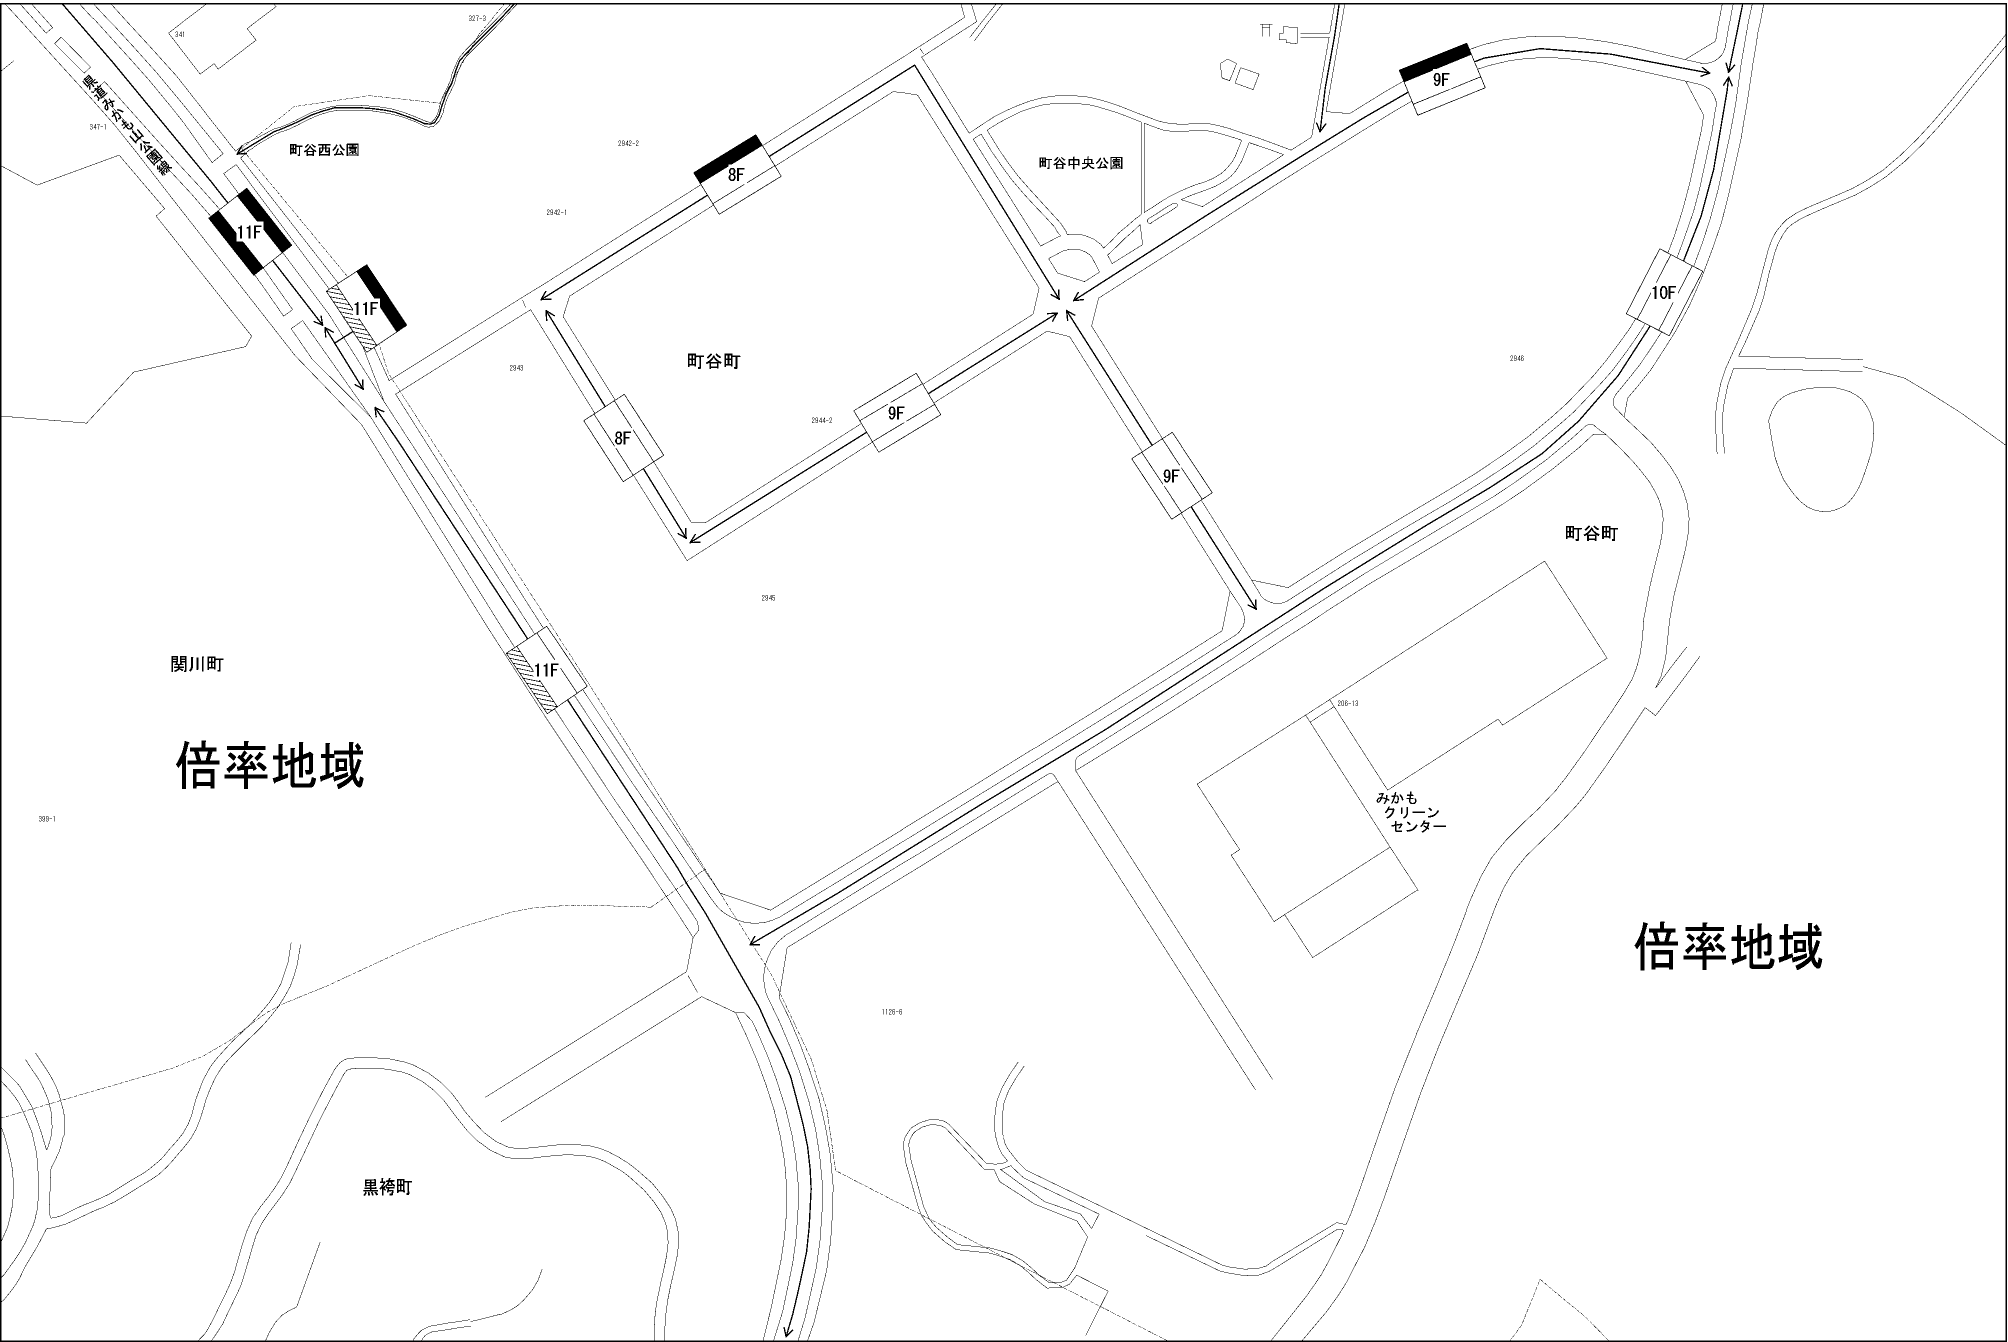 327-3
341
県道みかも山公園線
347-1
町谷西公園
2942-2
町谷中央公園
9F
8F
2942-1
11F
11F
10F
町谷町
2943
2946
2944-2
9F
8F
9F
町谷町
2945
関川町
11F
206-13
倍率地域
みかも
クリーン
センター
399-1
倍率地域
1126-6
黒袴町